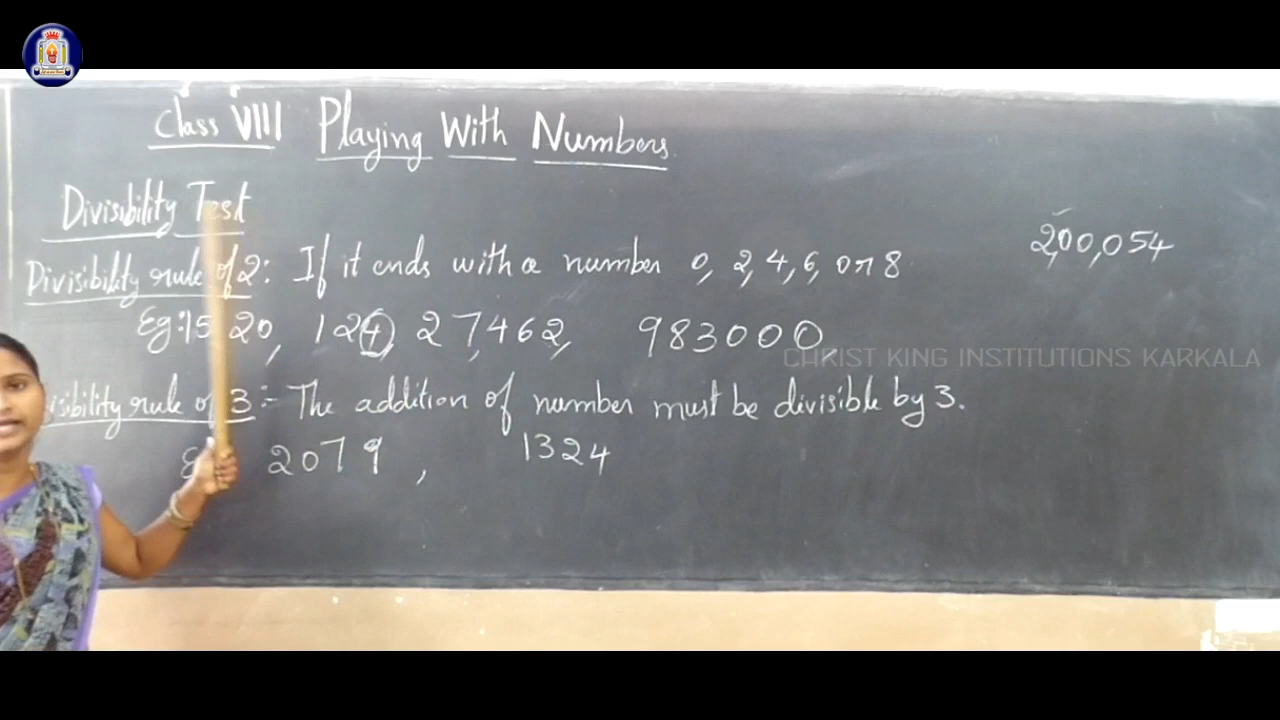 Class VIII Playing With Numbers.
Divisibility Test
200,054
Divisibility rule of 2: If it ends with a number 0, 2, 4, 6, or 8
Eg: 1520, 124, 27,462, 983000
CHRIST KING INSTITUTIONS KARKALA
rule of 3:- The addition of number must be divisible by 3.
2079, 1324